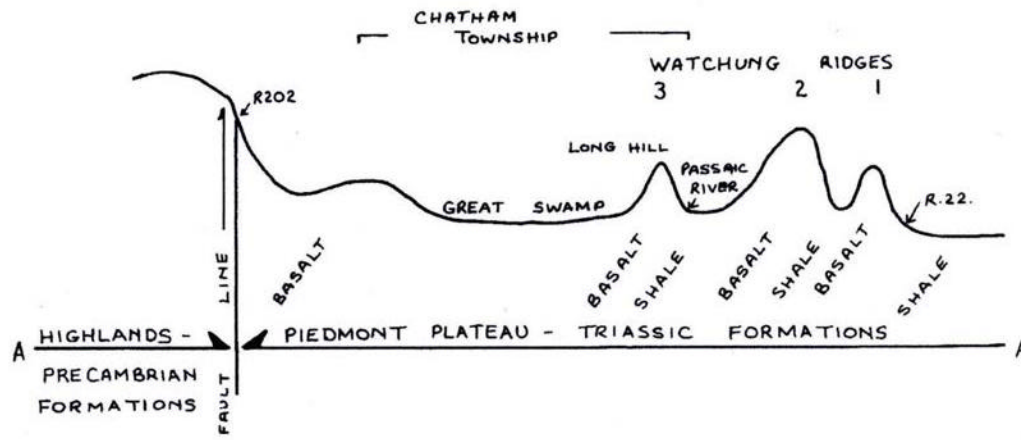 CHATHAM
TOWNSHIP
WATCHUNG RIDGES
3 2 1
R202
LONG HILL
PASSAIC
RIVER
GREAT SWAMP
R.22.
BASALT
BASALT
SHALE
BASALT
SHALE
BASALT
SHALE
FAULT LINE
HIGHLANDS -
PIEDMONT PLATEAU - TRIASSIC FORMATIONS
A
A
PRECAMBRIAN
FORMATIONS